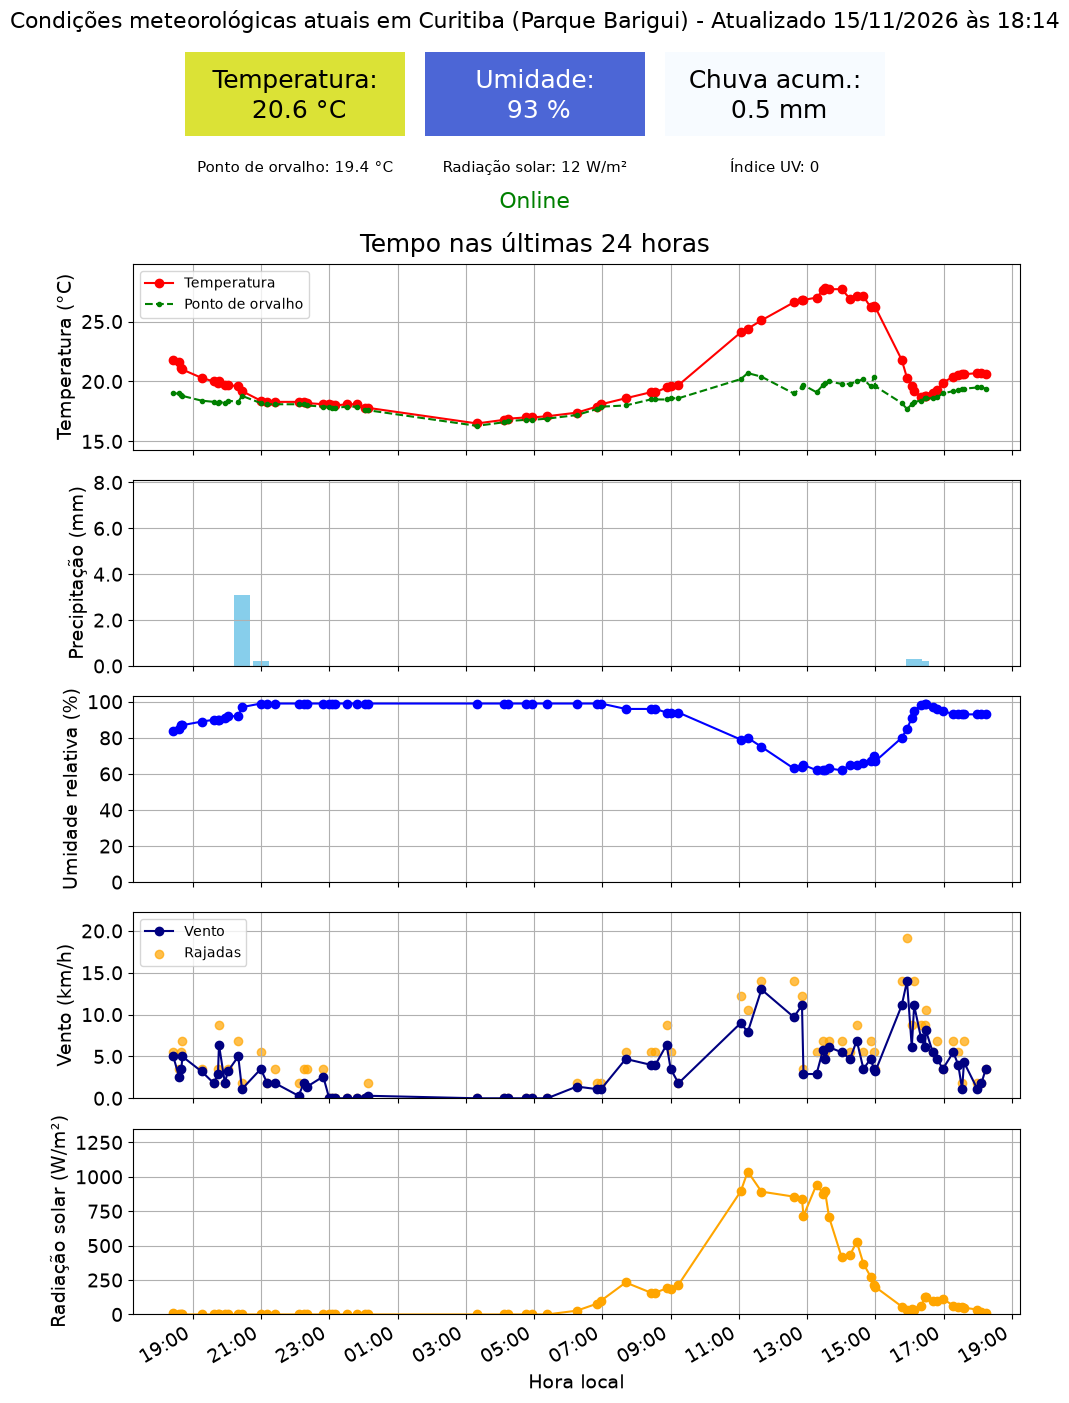 Condições meteorológicas atuais em Curitiba (Parque Barigui) - Atualizado 15/11/2026 às 18:14
Temperatura:
20.6 °C
Umidade:
93 %
Chuva acum.:
0.5 mm
Ponto de orvalho: 19.4 °C
Radiação solar: 12 W/m²
Índice UV: 0
Online
Tempo nas últimas 24 horas
Temperatura (°C)
25.0
20.0
15.0
Temperatura
Ponto de orvalho
Precipitação (mm)
8.0
6.0
4.0
2.0
0.0
Umidade relativa (%)
100
80
60
40
20
0
Vento (km/h)
20.0
15.0
10.0
5.0
0.0
Vento
Rajadas
Radiação solar (W/m²)
1250
1000
750
500
250
0
19:00
21:00
23:00
01:00
03:00
05:00
07:00
09:00
11:00
13:00
15:00
17:00
19:00
Hora local